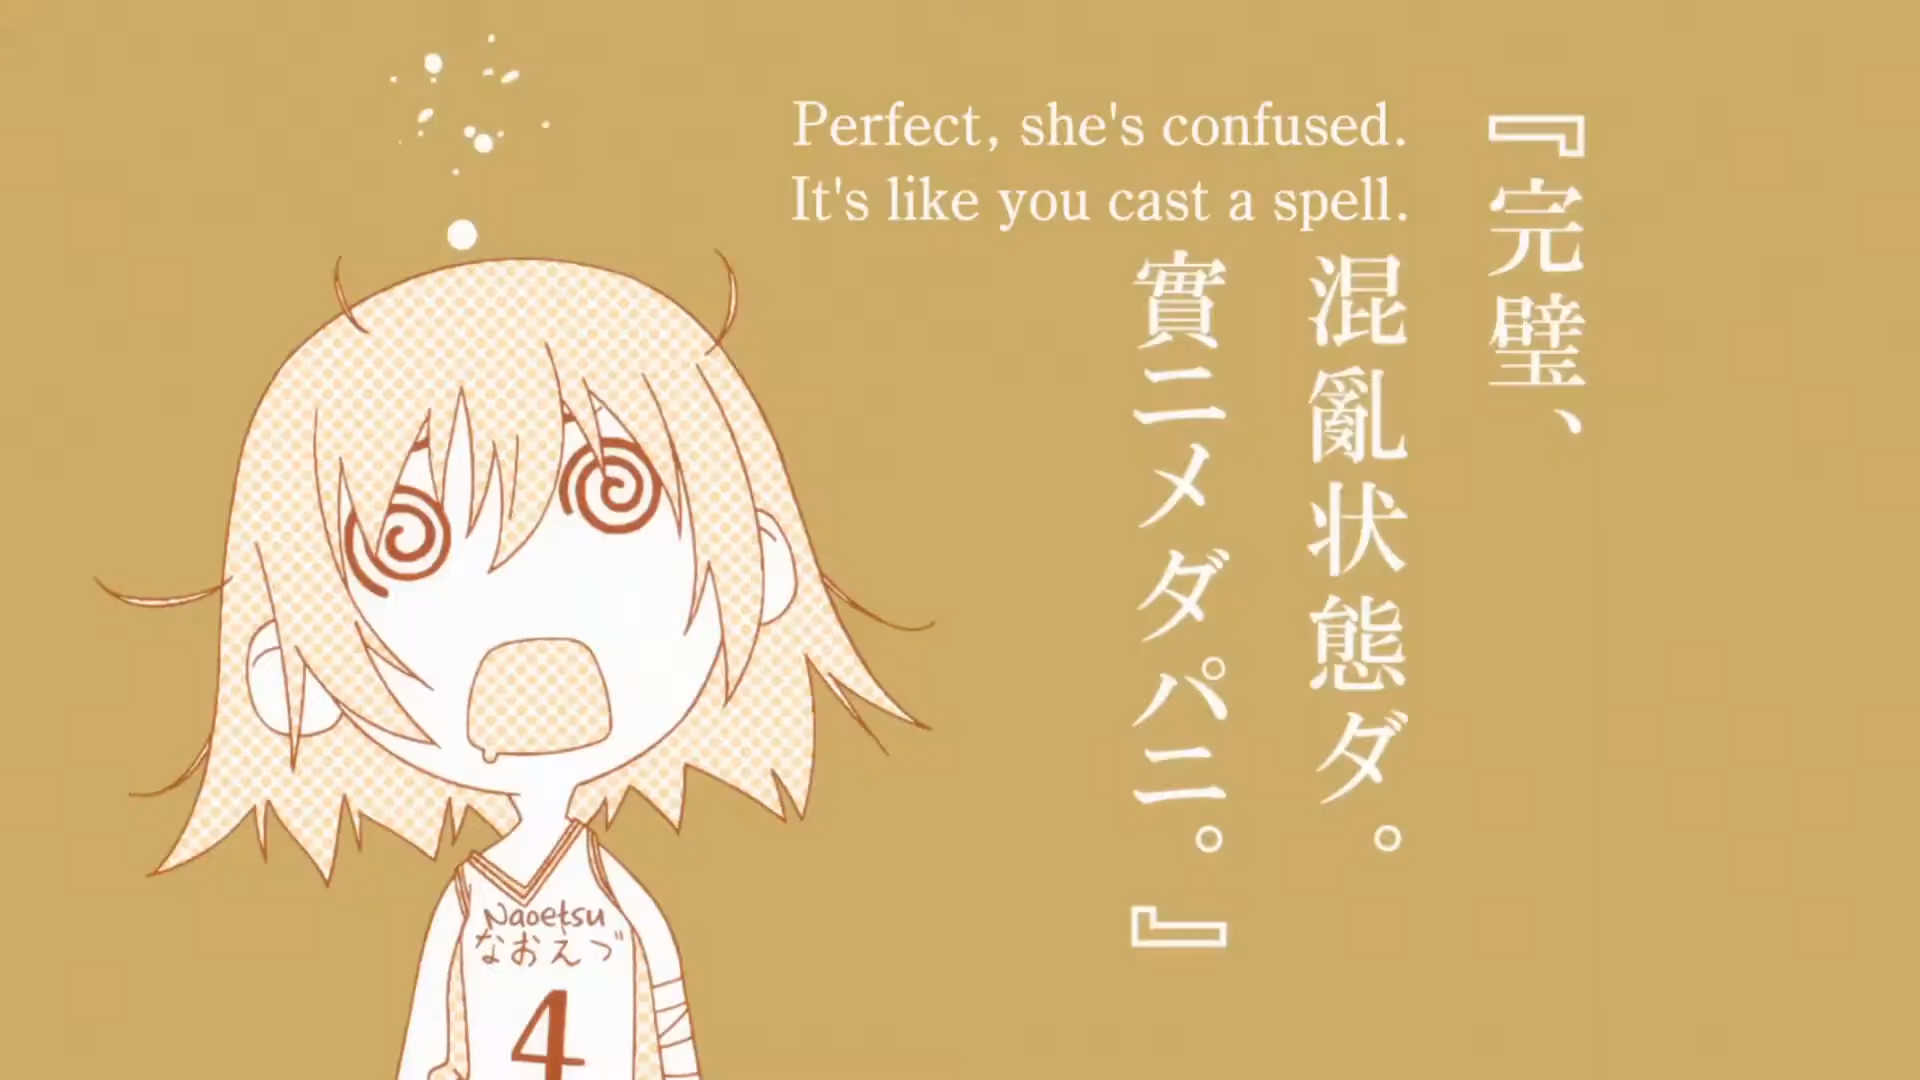 Perfect, she's confused.
It's like you cast a spell.
『完璧、
混亂状態ダ。
實ニメダパニ。』
Naoetsu
なおえづ
4